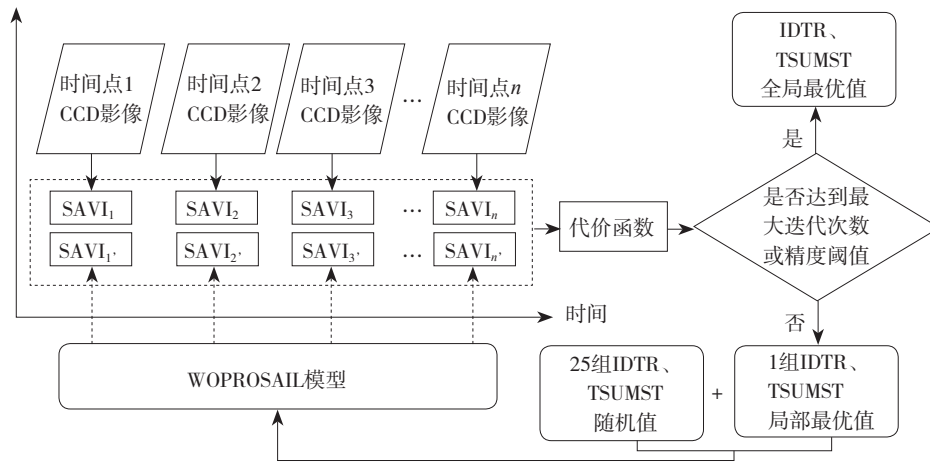 时间点1
CCD影像
时间点2
CCD影像
时间点3
CCD影像
…
时间点n
CCD影像
SAVI₁
SAVI₂
SAVI₃
…
SAVIₙ
SAVI₁'
SAVI₂'
SAVI₃'
…
SAVIₙ'
代价函数
是否达到最
大迭代次数
或精度阈值
是
IDTR、
TSUMST
全局最优值
否
时间
WOPROSAIL模型
25组IDTR、
TSUMST
随机值
+
1组IDTR、
TSUMST
局部最优值